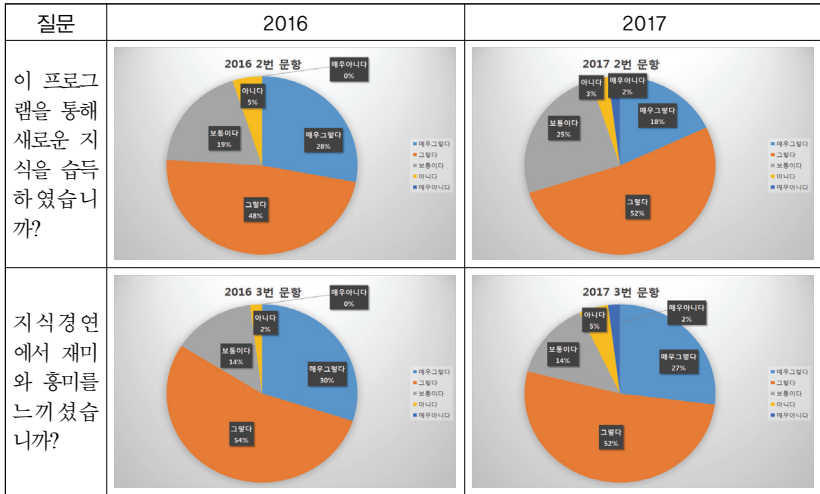 질문
2016
2017
이 프로그
램을 통해
새로운 지
식을 습득
하였습니
까?
2016 2번 문항
매우아니다
0%
아니다
5%
보통이다
19%
매우그렇다
28%
그렇다
48%
매우그렇다
그렇다
보통이다
아니다
매우아니다
2017 2번 문항
아니다
3%
매우아니다
2%
매우그렇다
18%
보통이다
25%
그렇다
52%
매우그렇다
그렇다
보통이다
아니다
매우아니다
지식경연
에서 재미
와 흥미를
느끼셨습
니까?
2016 3번 문항
매우아니다
0%
아니다
2%
보통이다
14%
매우그렇다
30%
그렇다
54%
매우그렇다
그렇다
보통이다
아니다
매우아니다
2017 3번 문항
아니다
5%
매우아니다
2%
보통이다
14%
매우그렇다
27%
그렇다
52%
매우그렇다
그렇다
보통이다
아니다
매우아니다